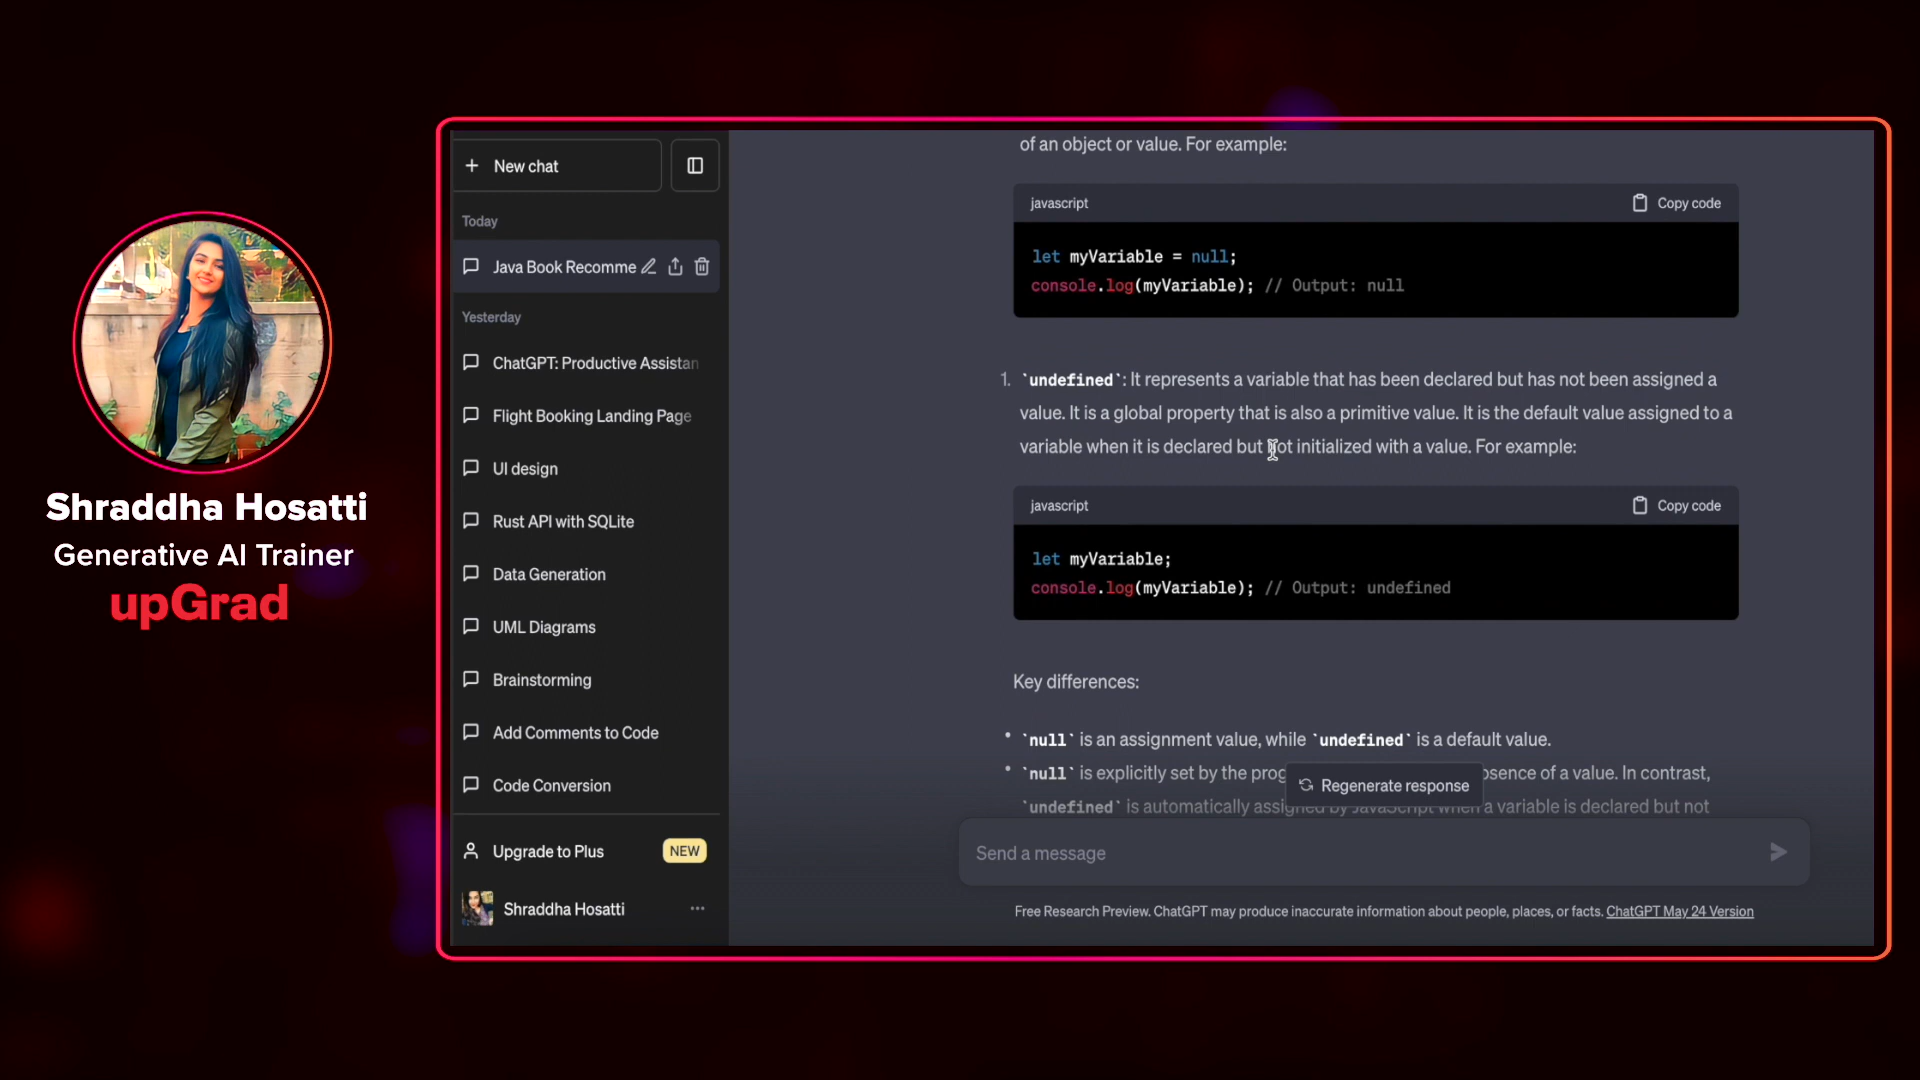 Shraddha Hosatti
Generative AI Trainer
upGrad
+ New chat
Today
Java Book Recomme
Yesterday
ChatGPT: Productive Assistan
Flight Booking Landing Page
UI design
Rust API with SQLite
Data Generation
UML Diagrams
Brainstorming
Add Comments to Code
Code Conversion
Upgrade to Plus NEW
Shraddha Hosatti ...
of an object or value. For example:
javascript Copy code
let myVariable = null;
console.log(myVariable); // Output: null
1. `undefined`: It represents a variable that has been declared but has not been assigned a
value. It is a global property that is also a primitive value. It is the default value assigned to a
variable when it is declared but not initialized with a value. For example:
javascript Copy code
let myVariable;
console.log(myVariable); // Output: undefined
Key differences:
• `null` is an assignment value, while `undefined` is a default value.
• `null` is explicitly set by the prog sence of a value. In contrast,
`undefined` is automatically assigned by JavaScript when a variable is declared but not
Regenerate response
Send a message
Free Research Preview. ChatGPT may produce inaccurate information about people, places, or facts. ChatGPT May 24 Version